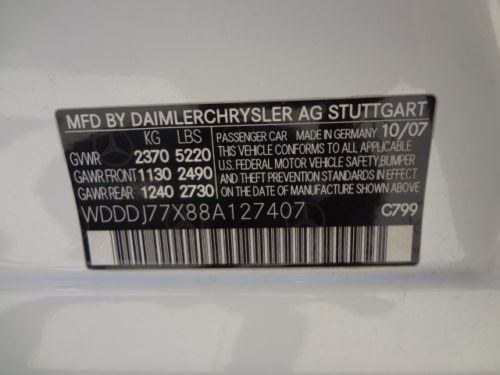 MFD BY DAIMLERCHRYSLER AG STUTTGART
KG LBS PASSENGER CAR MADE IN GERMANY 10/07
GVWR 2370 5220 THIS VEHICLE CONFORMS TO ALL APPLICABLE
GAWR.FRONT 1130 2490 U.S. FEDERAL MOTOR VEHICLE SAFETY, BUMPER
GAWR.REAR 1240 2730 AND THEFT PREVENTION STANDARDS IN EFFECT ON THE DATE OF MANUFACTURE SHOWN ABOVE
WDDDJ77X88A127407 C799